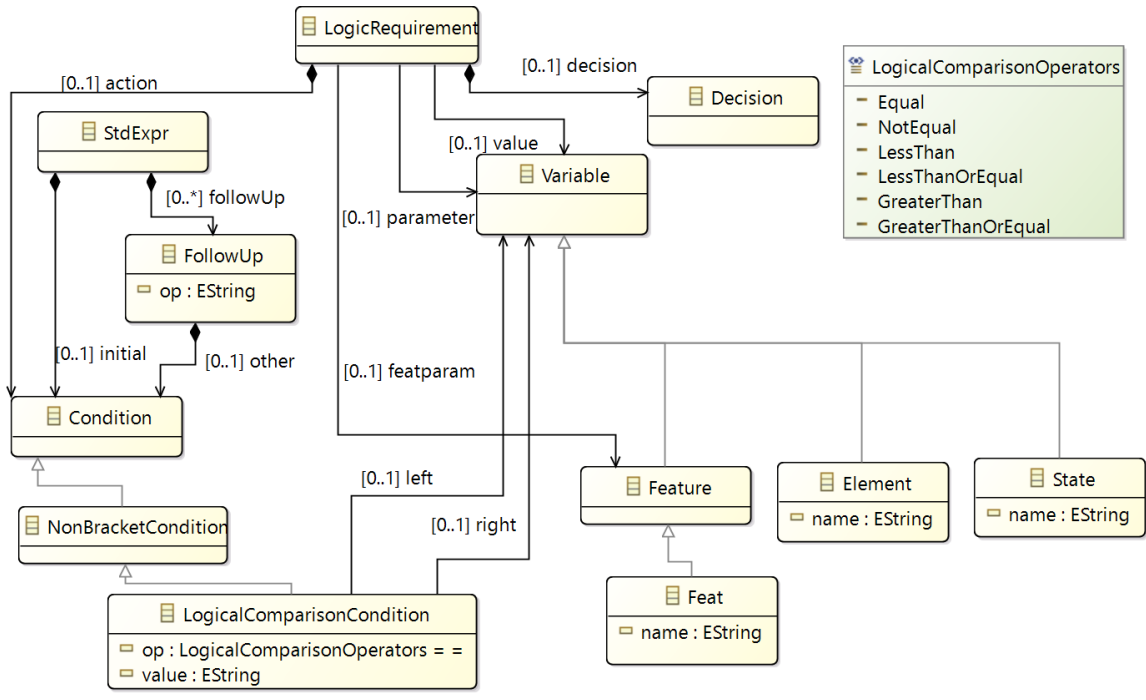 LogicRequirement
[0..1] action
[0..1] decision
LogicalComparisonOperators
Equal
NotEqual
LessThan
LessThanOrEqual
GreaterThan
GreaterThanOrEqual
Decision
StdExpr
[0..1] value
Variable
[0..*] followUp
[0..1] parameter
FollowUp
op : EString
[0..1] initial
[0..1] other
[0..1] featparam
Condition
[0..1] left
[0..1] right
Feature
Element
name : EString
State
name : EString
NonBracketCondition
Feat
name : EString
LogicalComparisonCondition
op : LogicalComparisonOperators = =
value : EString